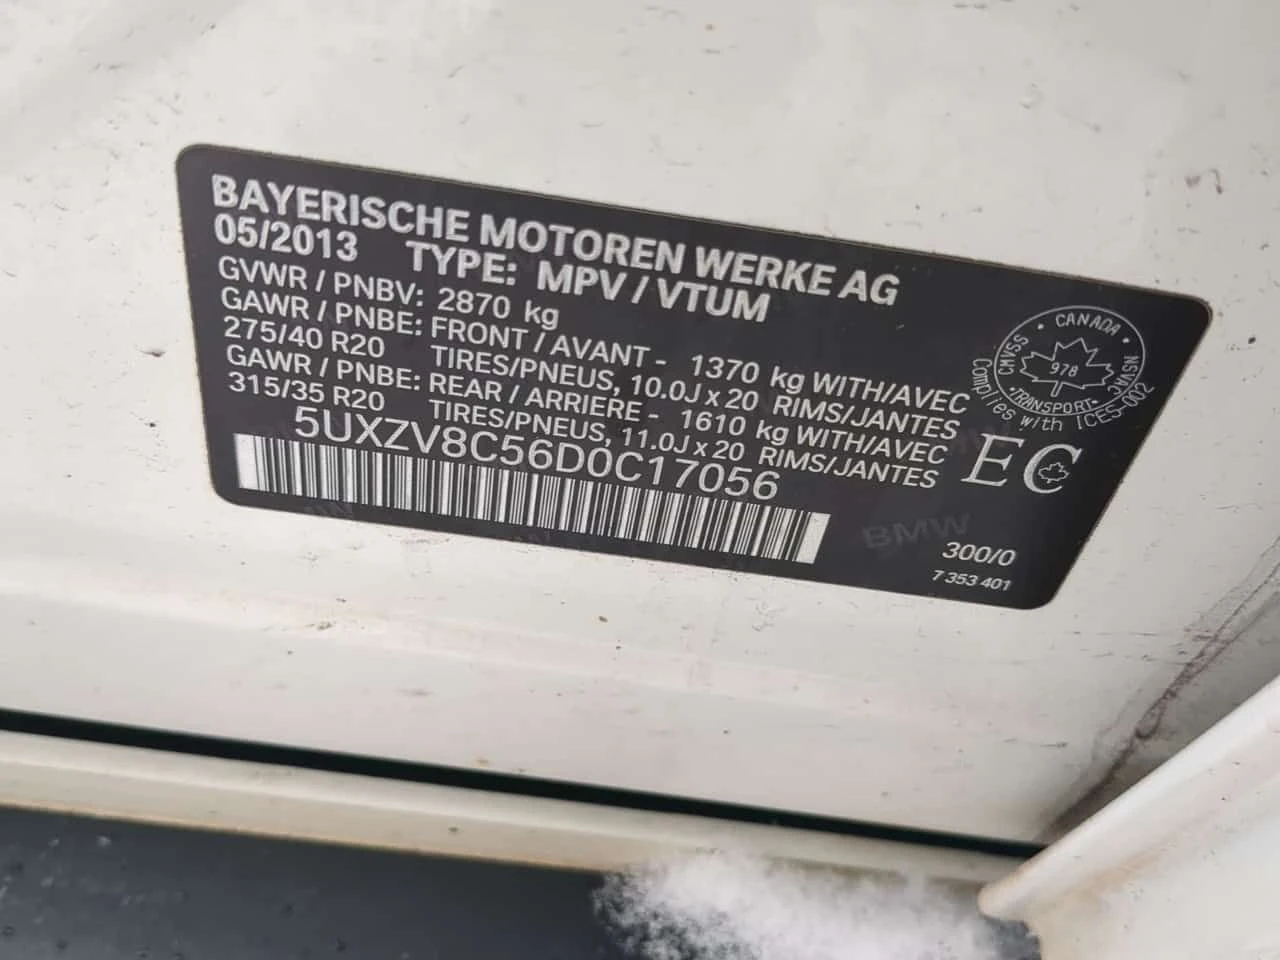 BAYERISCHE MOTOREN WERKE AG
05/2013 TYPE: MPV / VTUM
GVWR / PNBV: 2870 kg
GAWR / PNBE: FRONT / AVANT - 1370 kg WITH/AVEC
275/40 R20 TIRES/PNEUS, 10.0J x 20 RIMS/JANTES
GAWR / PNBE: REAR / ARRIERE - 1610 kg WITH/AVEC
315/35 R20 TIRES/PNEUS, 11.0J x 20 RIMS/JANTES
5UXZV8C56D0C17056
CANADA
CMVSS 978 NSVAC
TRANSPORT
Complies with ICES-002
EC
BMW
300/0
7 353 401